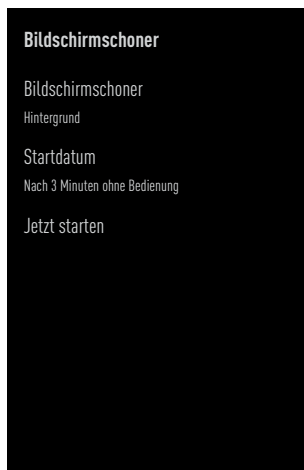 Bildschirmschoner
Bildschirmschoner
Hintergrund
Startdatum
Nach 3 Minuten ohne Bedienung
Jetzt starten